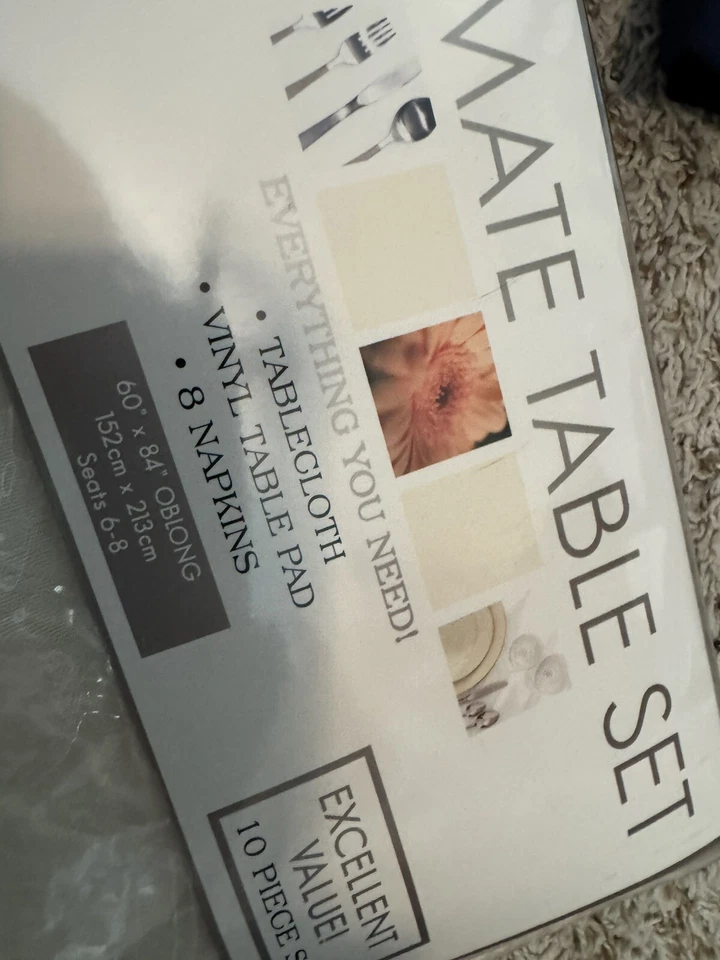 MATE TABLE SET
EVERYTHING YOU NEED!
• TABLECLOTH
• VINYL TABLE PAD
• 8 NAPKINS
60" x 84" OBLONG
152cm x 213cm
Seats 6-8
EXCELLENT
VALUE!
10 PIECE S